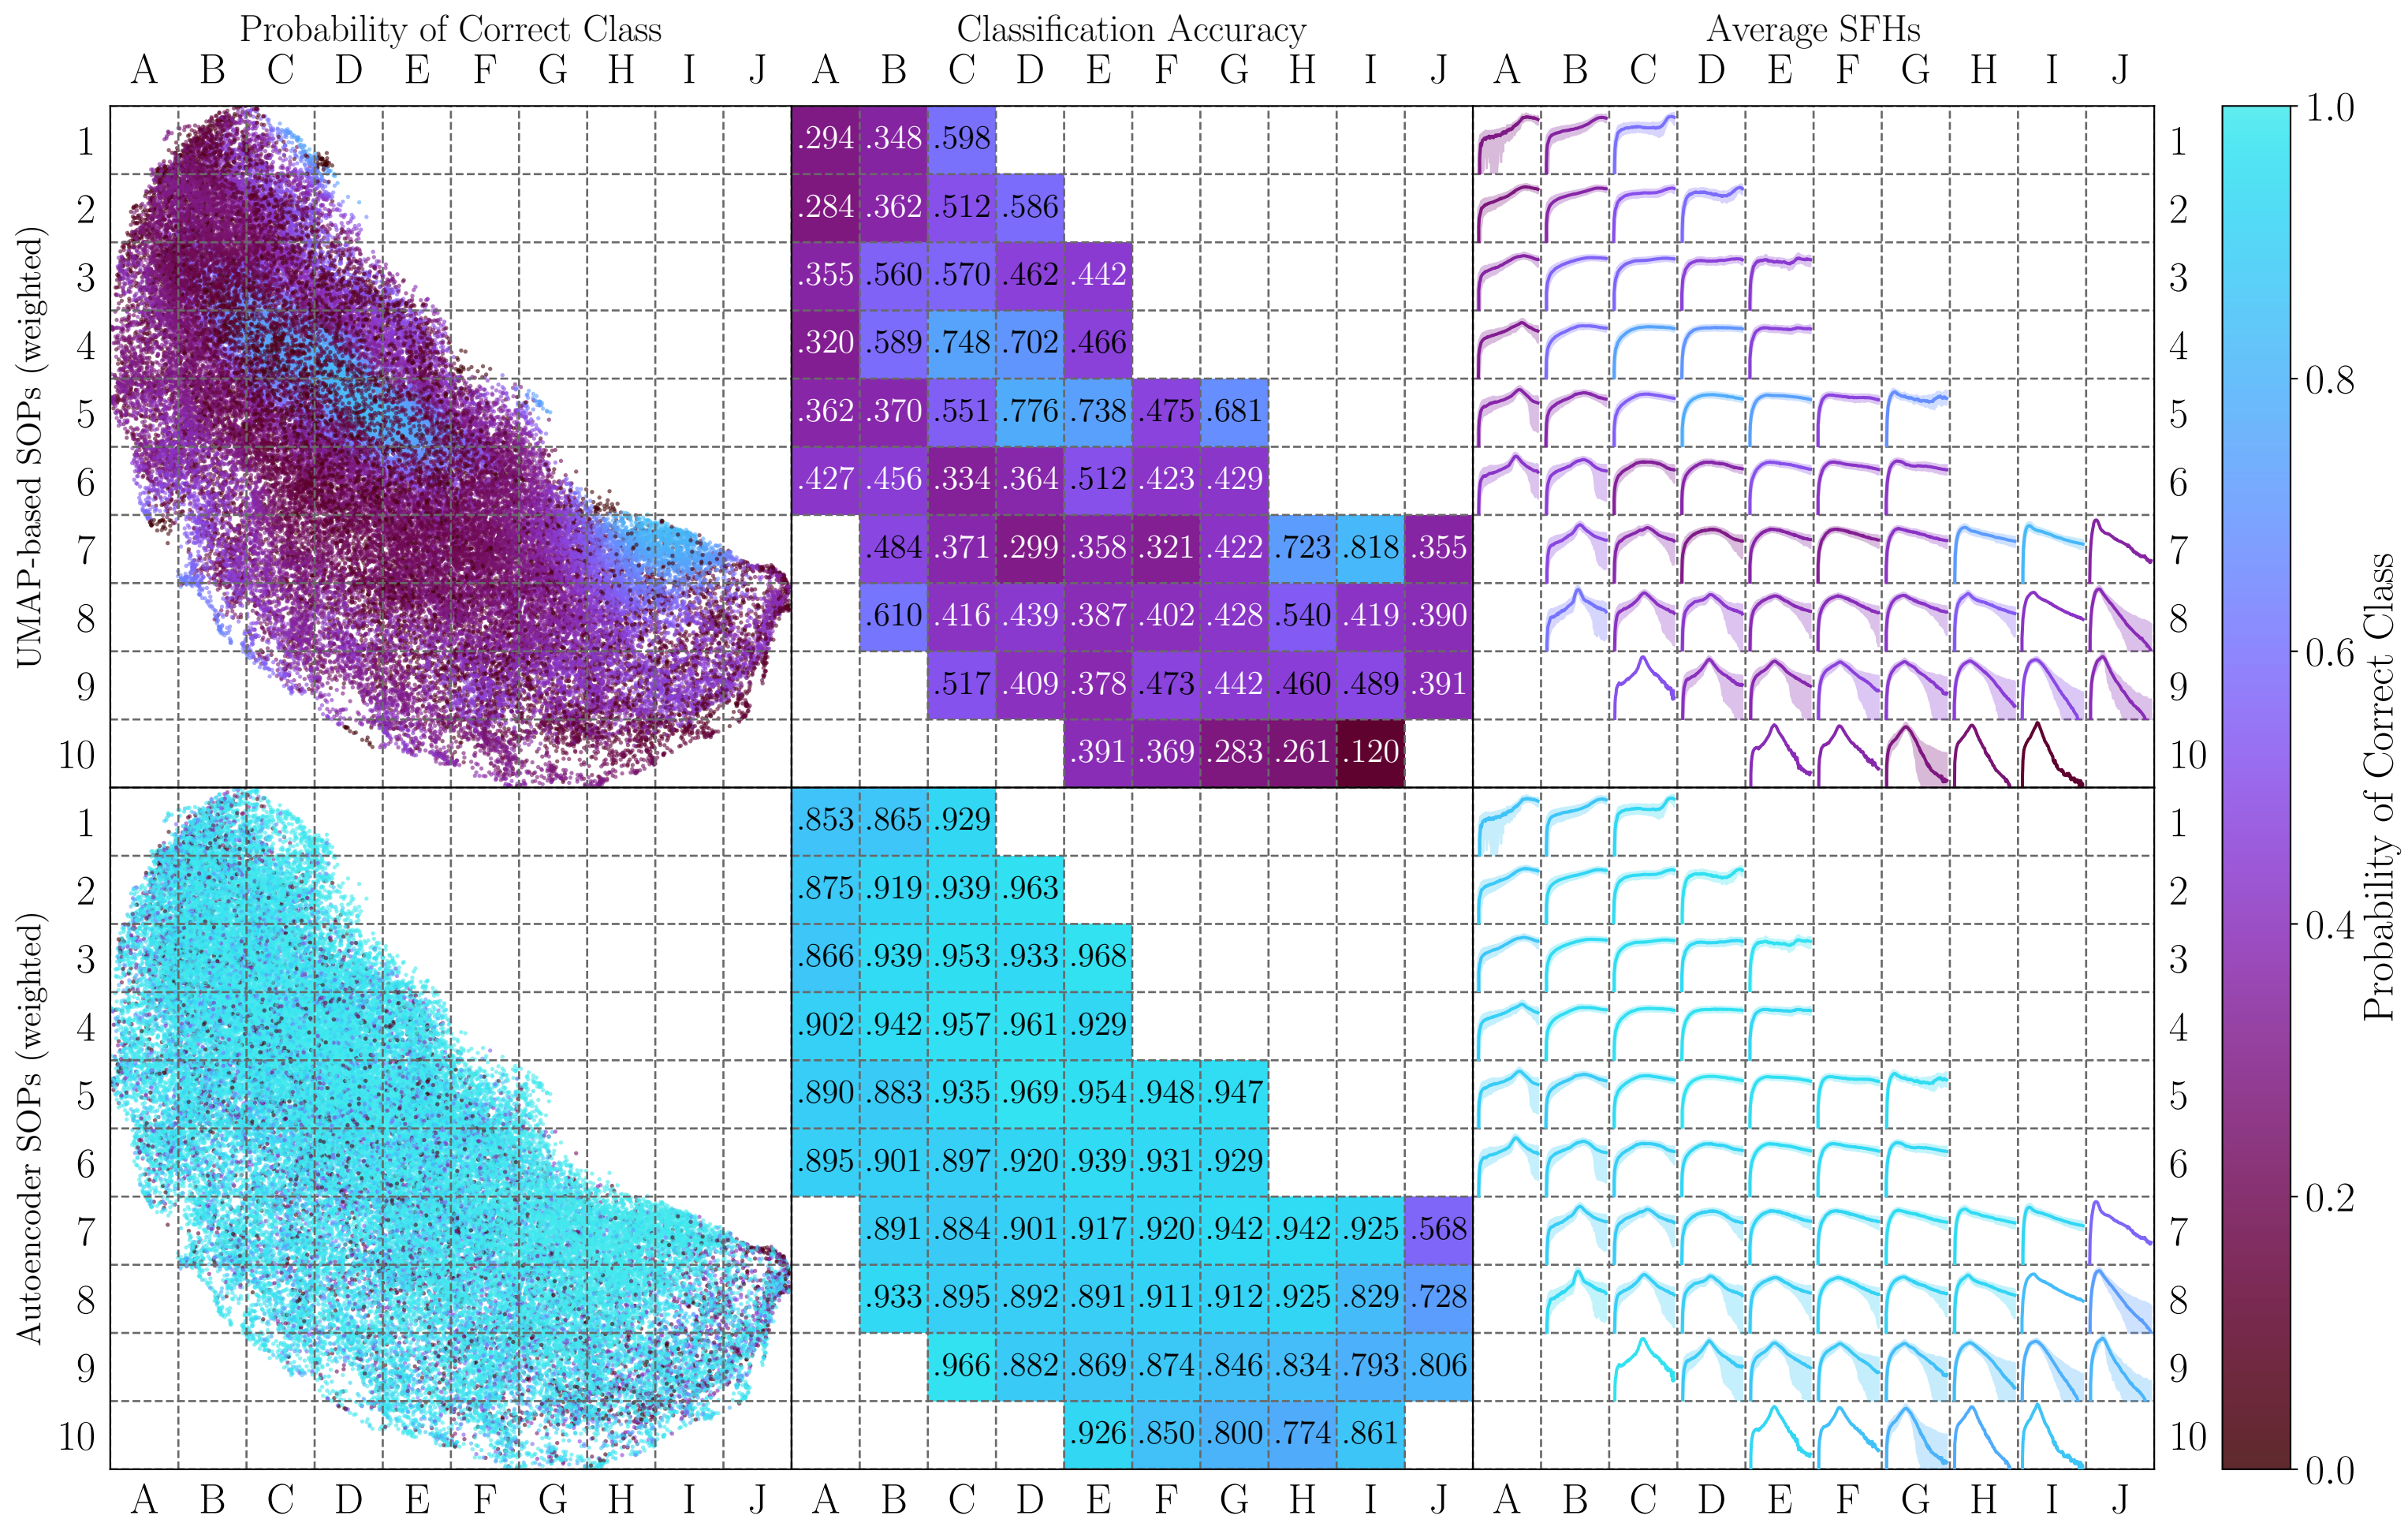 Probability of Correct Class Classification Accuracy Average SFHs
A B C D E F G H I J A B C D E F G H I J A B C D E F G H I J
1 .294 .348 .598 1
2 .284 .362 .512 .586 2
3 .355 .560 .570 .462 .442 3
4 .320 .589 .748 .702 .466 4
5 .362 .370 .551 .776 .738 .475 .681 5
6 .427 .456 .334 .364 .512 .423 .429 6
7 .484 .371 .299 .358 .321 .422 .723 .818 .355 7
8 .610 .416 .439 .387 .402 .428 .540 .419 .390 8
9 .517 .409 .378 .473 .442 .460 .489 .391 9
10 .391 .369 .283 .261 .120 10
UMAP-based SOPs (weighted)
1 .853 .865 .929 1
2 .875 .919 .939 .963 2
3 .866 .939 .953 .933 .968 3
4 .902 .942 .957 .961 .929 4
5 .890 .883 .935 .969 .954 .948 .947 5
6 .895 .901 .897 .920 .939 .931 .929 6
7 .891 .884 .901 .917 .920 .942 .942 .925 .568 7
8 .933 .895 .892 .891 .911 .912 .925 .829 .728 8
9 .966 .882 .869 .874 .846 .834 .793 .806 9
10 .926 .850 .800 .774 .861 10
Autoencoder SOPs (weighted)
A B C D E F G H I J A B C D E F G H I J A B C D E F G H I J
1.0
0.8
0.6
0.4
0.2
0.0
Probability of Correct Class